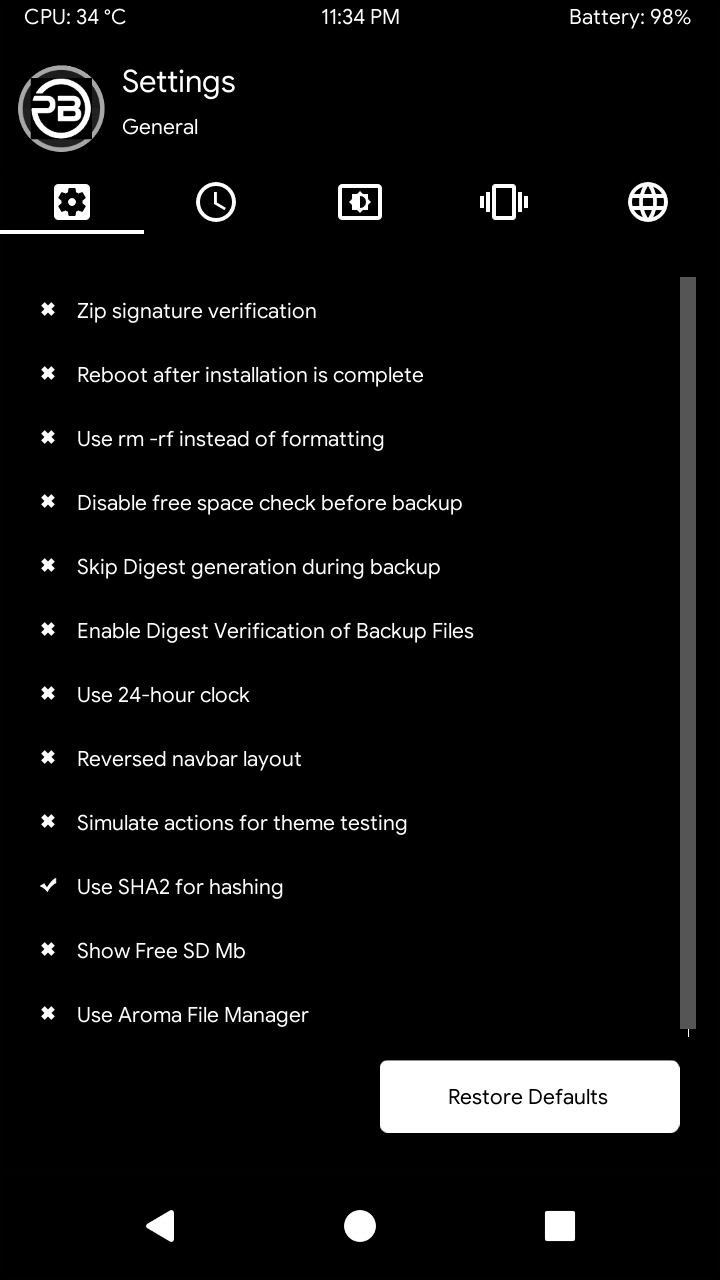 CPU: 34 °C 11:34 PM Battery: 98%
PB
Settings
General
Zip signature verification
Reboot after installation is complete
Use rm -rf instead of formatting
Disable free space check before backup
Skip Digest generation during backup
Enable Digest Verification of Backup Files
Use 24-hour clock
Reversed navbar layout
Simulate actions for theme testing
Use SHA2 for hashing
Show Free SD Mb
Use Aroma File Manager
Restore Defaults